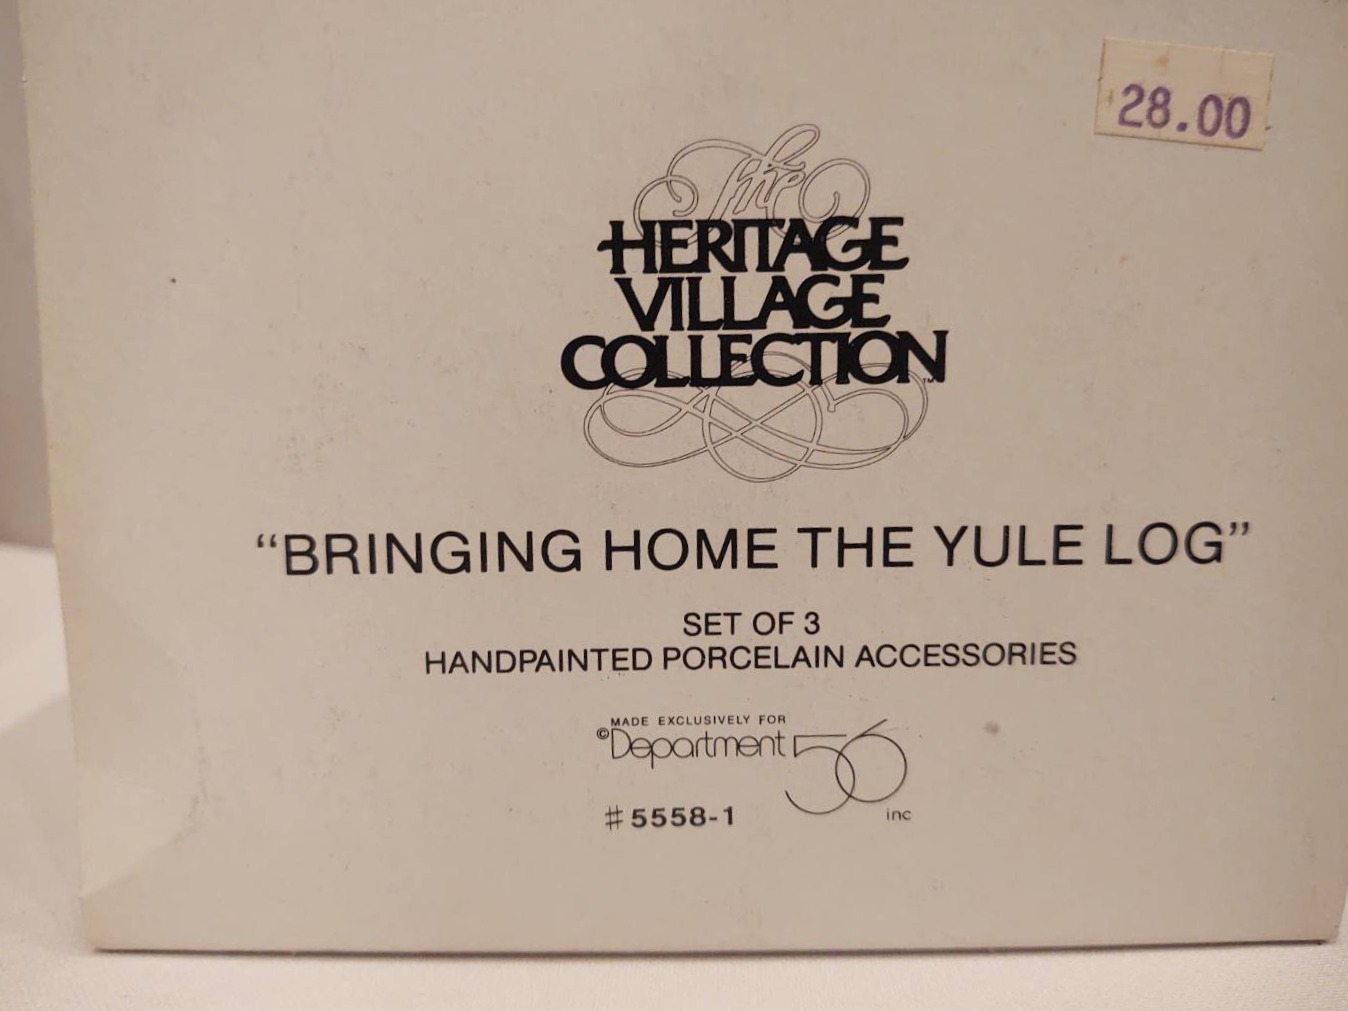 28.00
The
HERITAGE
VILLAGE
COLLECTION™
“BRINGING HOME THE YULE LOG”
SET OF 3
HANDPAINTED PORCELAIN ACCESSORIES
MADE EXCLUSIVELY FOR
©Department 56
inc
#5558-1